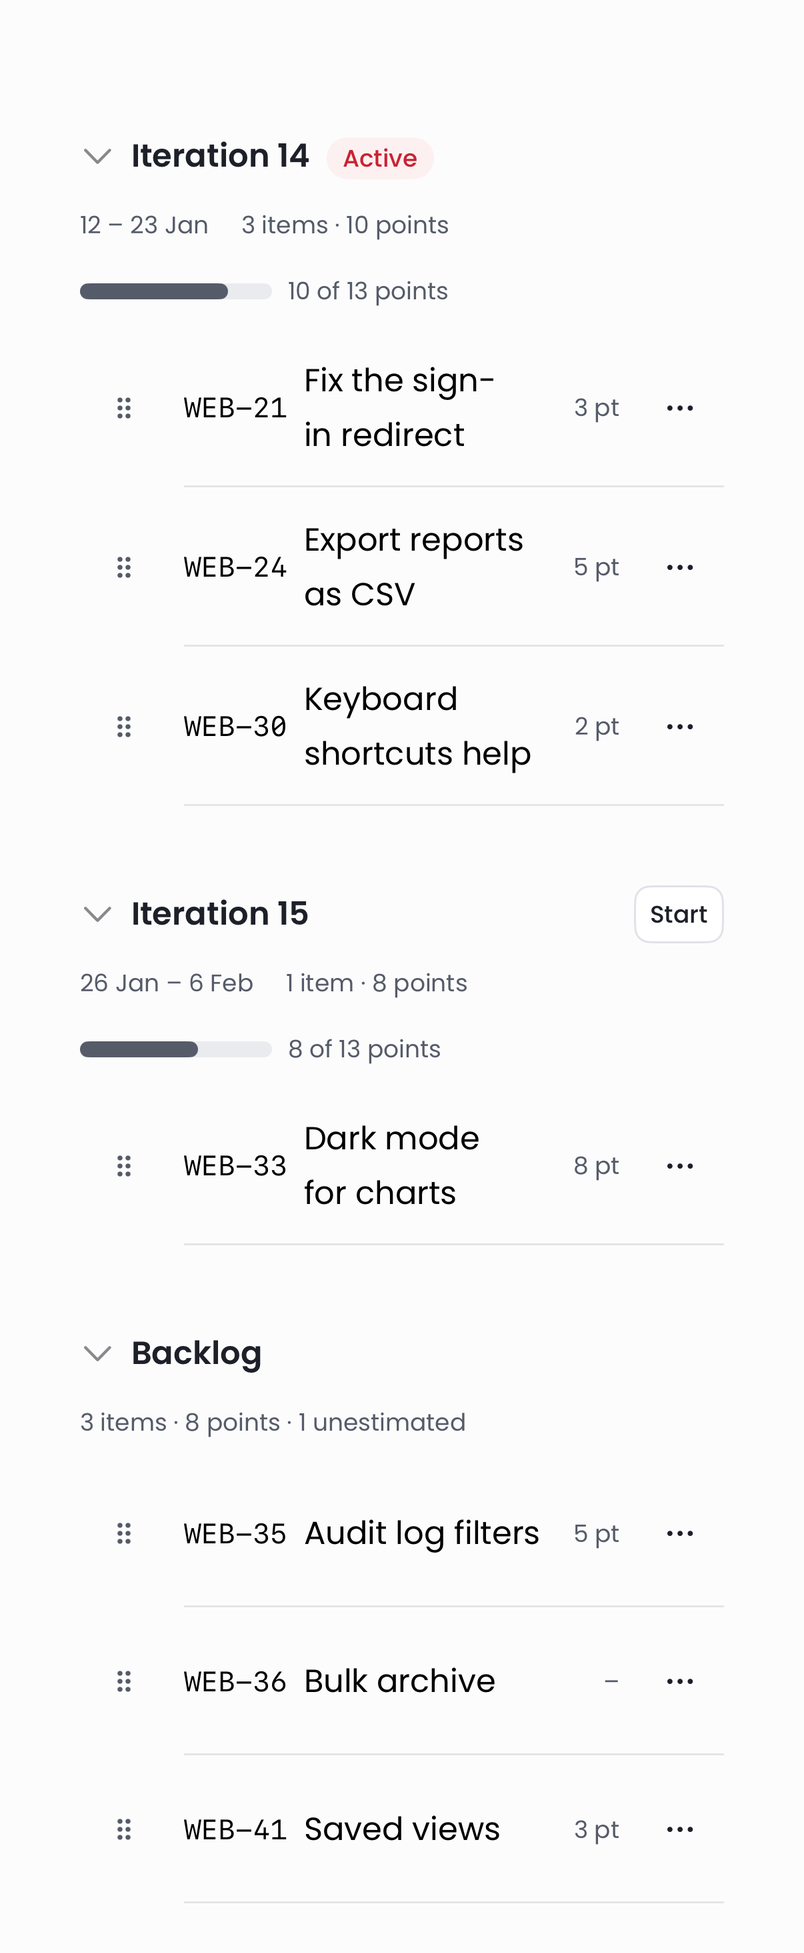 Iteration 14 Active
12 – 23 Jan 3 items · 10 points
10 of 13 points
WEB–21 Fix the sign-
in redirect 3 pt
WEB–24 Export reports
as CSV 5 pt
WEB–30 Keyboard
shortcuts help 2 pt
Iteration 15 Start
26 Jan – 6 Feb 1 item · 8 points
8 of 13 points
WEB–33 Dark mode
for charts 8 pt
Backlog
3 items · 8 points · 1 unestimated
WEB–35 Audit log filters 5 pt
WEB–36 Bulk archive –
WEB–41 Saved views 3 pt